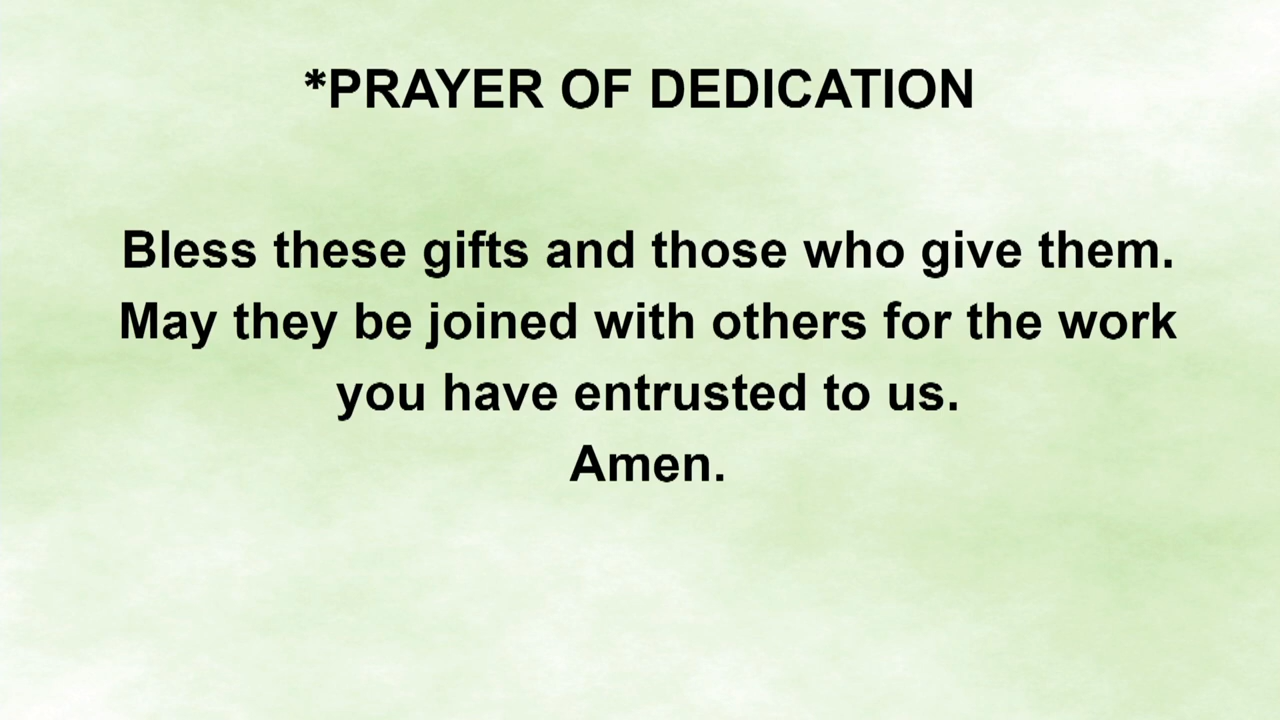 *PRAYER OF DEDICATION
Bless these gifts and those who give them.
May they be joined with others for the work
you have entrusted to us.
Amen.